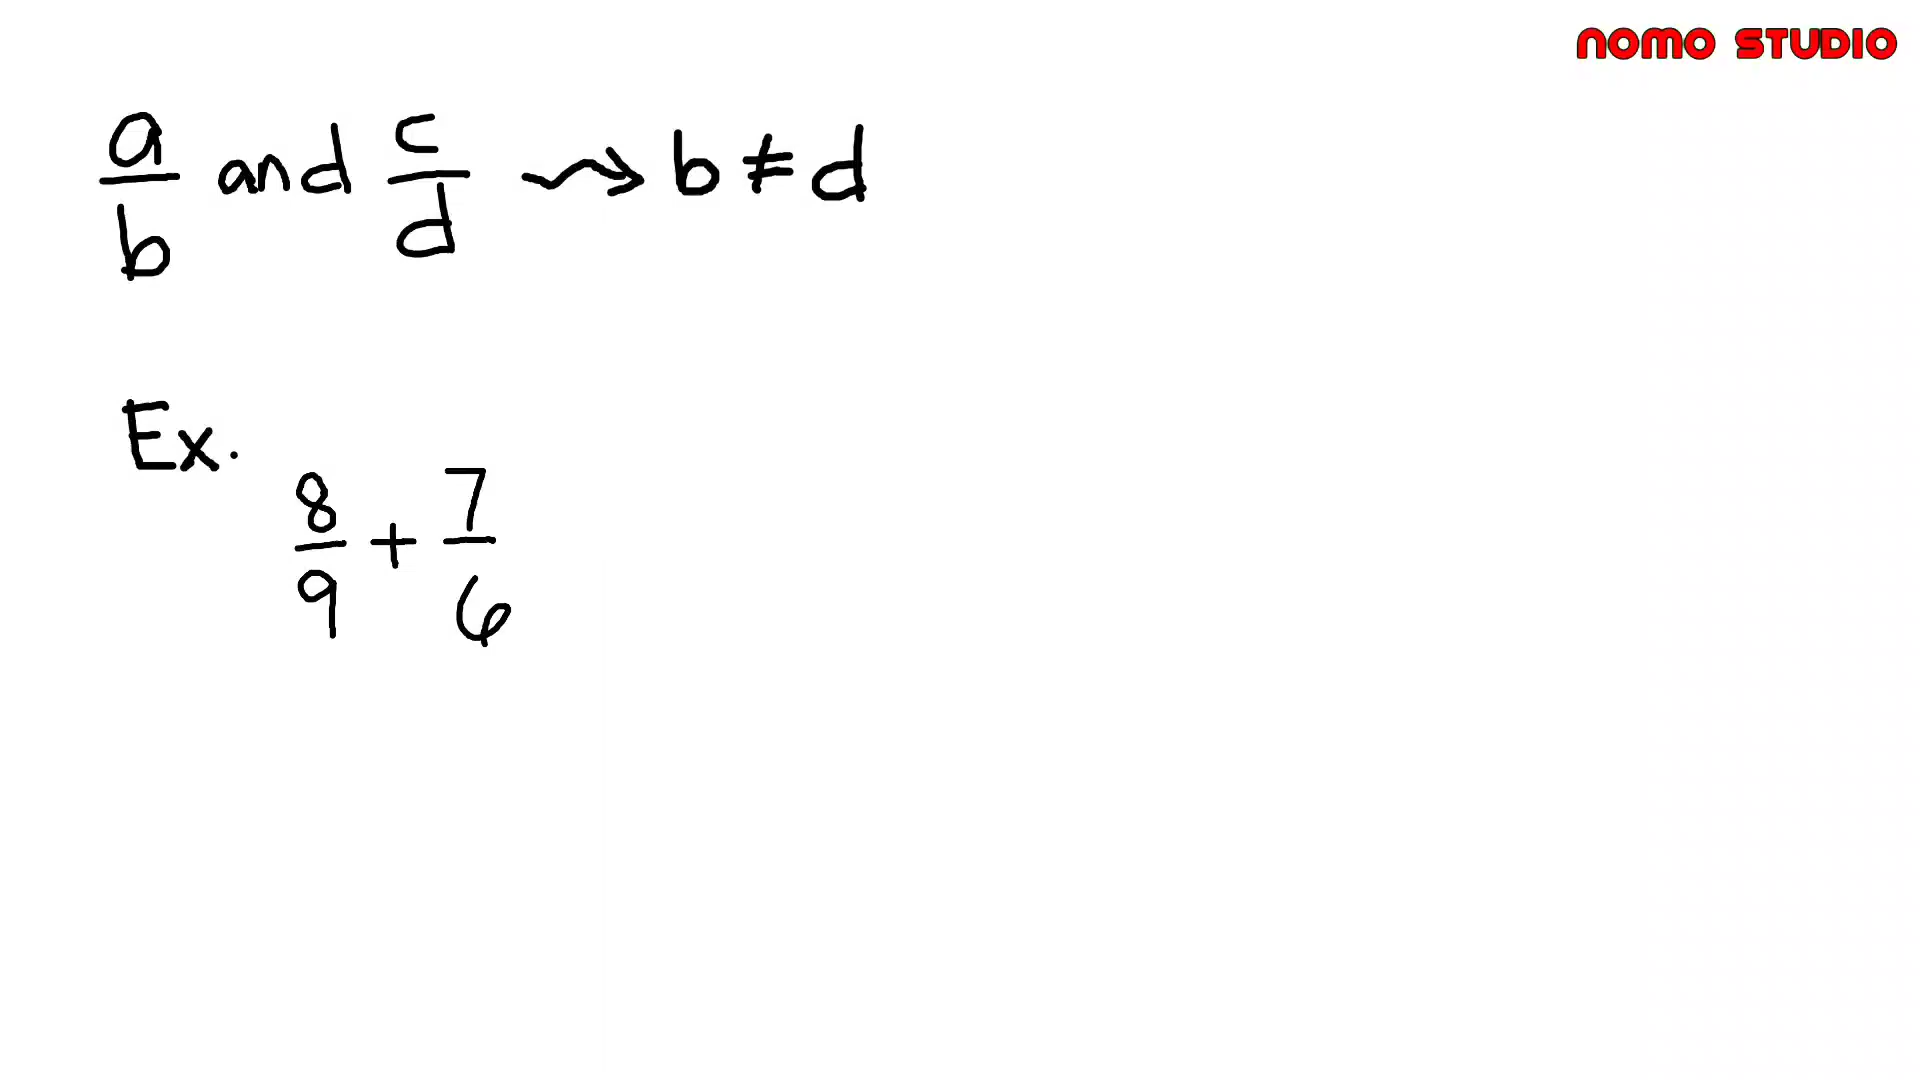 NOMO STUDIO
a/b and c/d ⇝ b ≠ d
Ex.
8/9 + 7/6